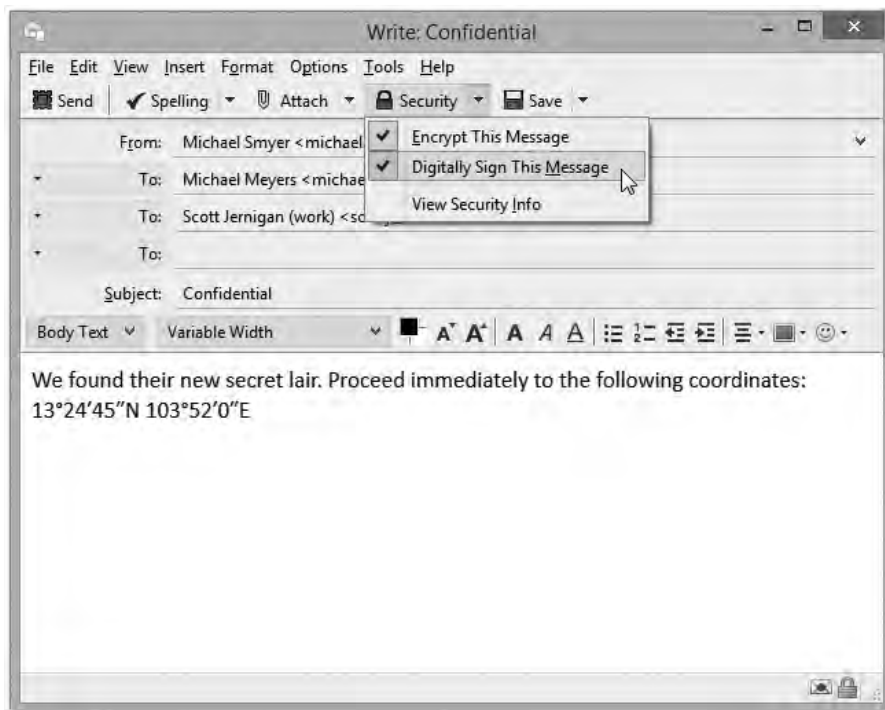 Write: Confidential
File Edit View Insert Format Options Tools Help
Send Spelling Attach Security Save
Encrypt This Message
Digitally Sign This Message
View Security Info
From: Michael Smyer <michael
To: Michael Meyers <michae
To: Scott Jernigan (work)
To:
Subject: Confidential
Body Text Variable Width
We found their new secret lair. Proceed immediately to the following coordinates:
13°24′45″N 103°52′0″E